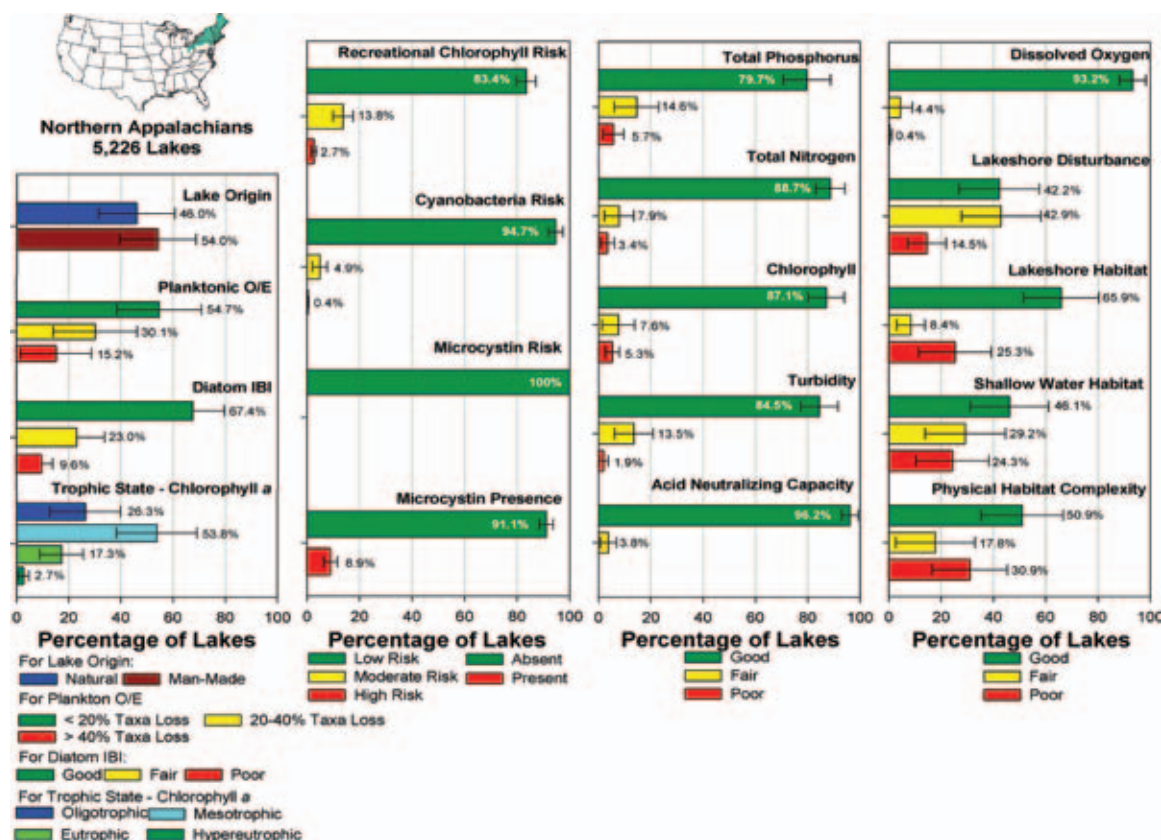 Northern Appalachians
5,226 Lakes
Lake Origin
46.0%
54.0%
Planktonic O/E
54.7%
30.1%
15.2%
Diatom IBI
67.4%
23.0%
9.6%
Trophic State - Chlorophyll a
26.3%
53.8%
17.3%
2.7%
0 20 40 60 80 100
Percentage of Lakes
For Lake Origin:
Natural Man-Made
For Plankton O/E
< 20% Taxa Loss 20-40% Taxa Loss
> 40% Taxa Loss
For Diatom IBI:
Good Fair Poor
For Trophic State - Chlorophyll a
Oligotrophic Mesotrophic
Eutrophic Hypereutrophic
Recreational Chlorophyll Risk
83.4%
13.8%
2.7%
Cyanobacteria Risk
94.7%
4.9%
0.4%
Microcystin Risk
100%
Microcystin Presence
91.1%
8.9%
0 20 40 60 80 100
Percentage of Lakes
Low Risk Absent
Moderate Risk Present
High Risk
Total Phosphorus
79.7%
14.6%
5.7%
Total Nitrogen
88.7%
7.9%
3.4%
Chlorophyll
87.1%
7.6%
5.3%
Turbidity
84.5%
13.5%
1.9%
Acid Neutralizing Capacity
96.2%
3.8%
0 20 40 60 80 100
Percentage of Lakes
Good
Fair
Poor
Dissolved Oxygen
93.2%
4.4%
0.4%
Lakeshore Disturbance
42.2%
42.9%
14.5%
Lakeshore Habitat
65.9%
8.4%
25.3%
Shallow Water Habitat
46.1%
29.2%
24.3%
Physical Habitat Complexity
50.9%
17.8%
30.9%
0 20 40 60 80 100
Percentage of Lakes
Good
Fair
Poor